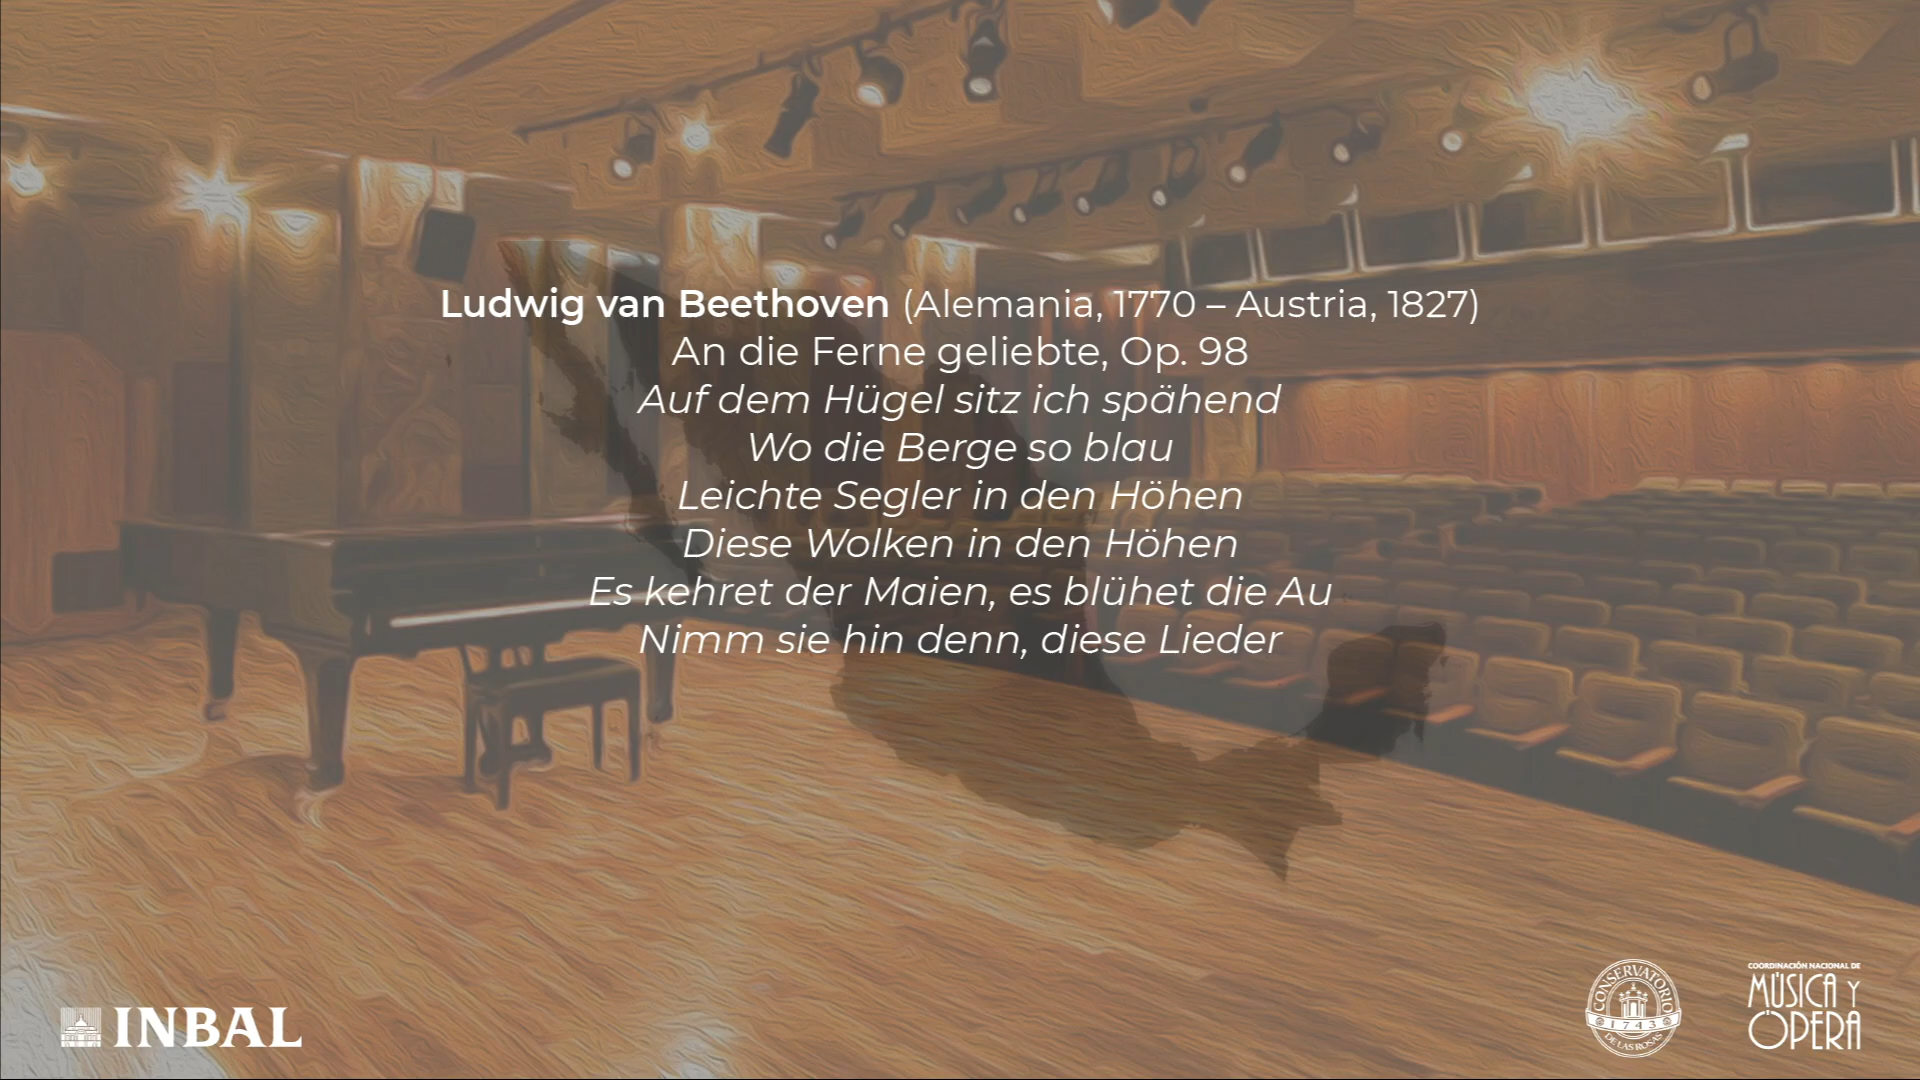 Ludwig van Beethoven (Alemania, 1770 – Austria, 1827)
An die Ferne geliebte, Op. 98
Auf dem Hügel sitz ich spähend
Wo die Berge so blau
Leichte Segler in den Höhen
Diese Wolken in den Höhen
Es kehret der Maien, es blühet die Au
Nimm sie hin denn, diese Lieder
INBAL
CONSERVATORIO
1743
DE LAS ROSAS
COORDINACIÓN NACIONAL DE
MÚSICA Y
ÓPERA